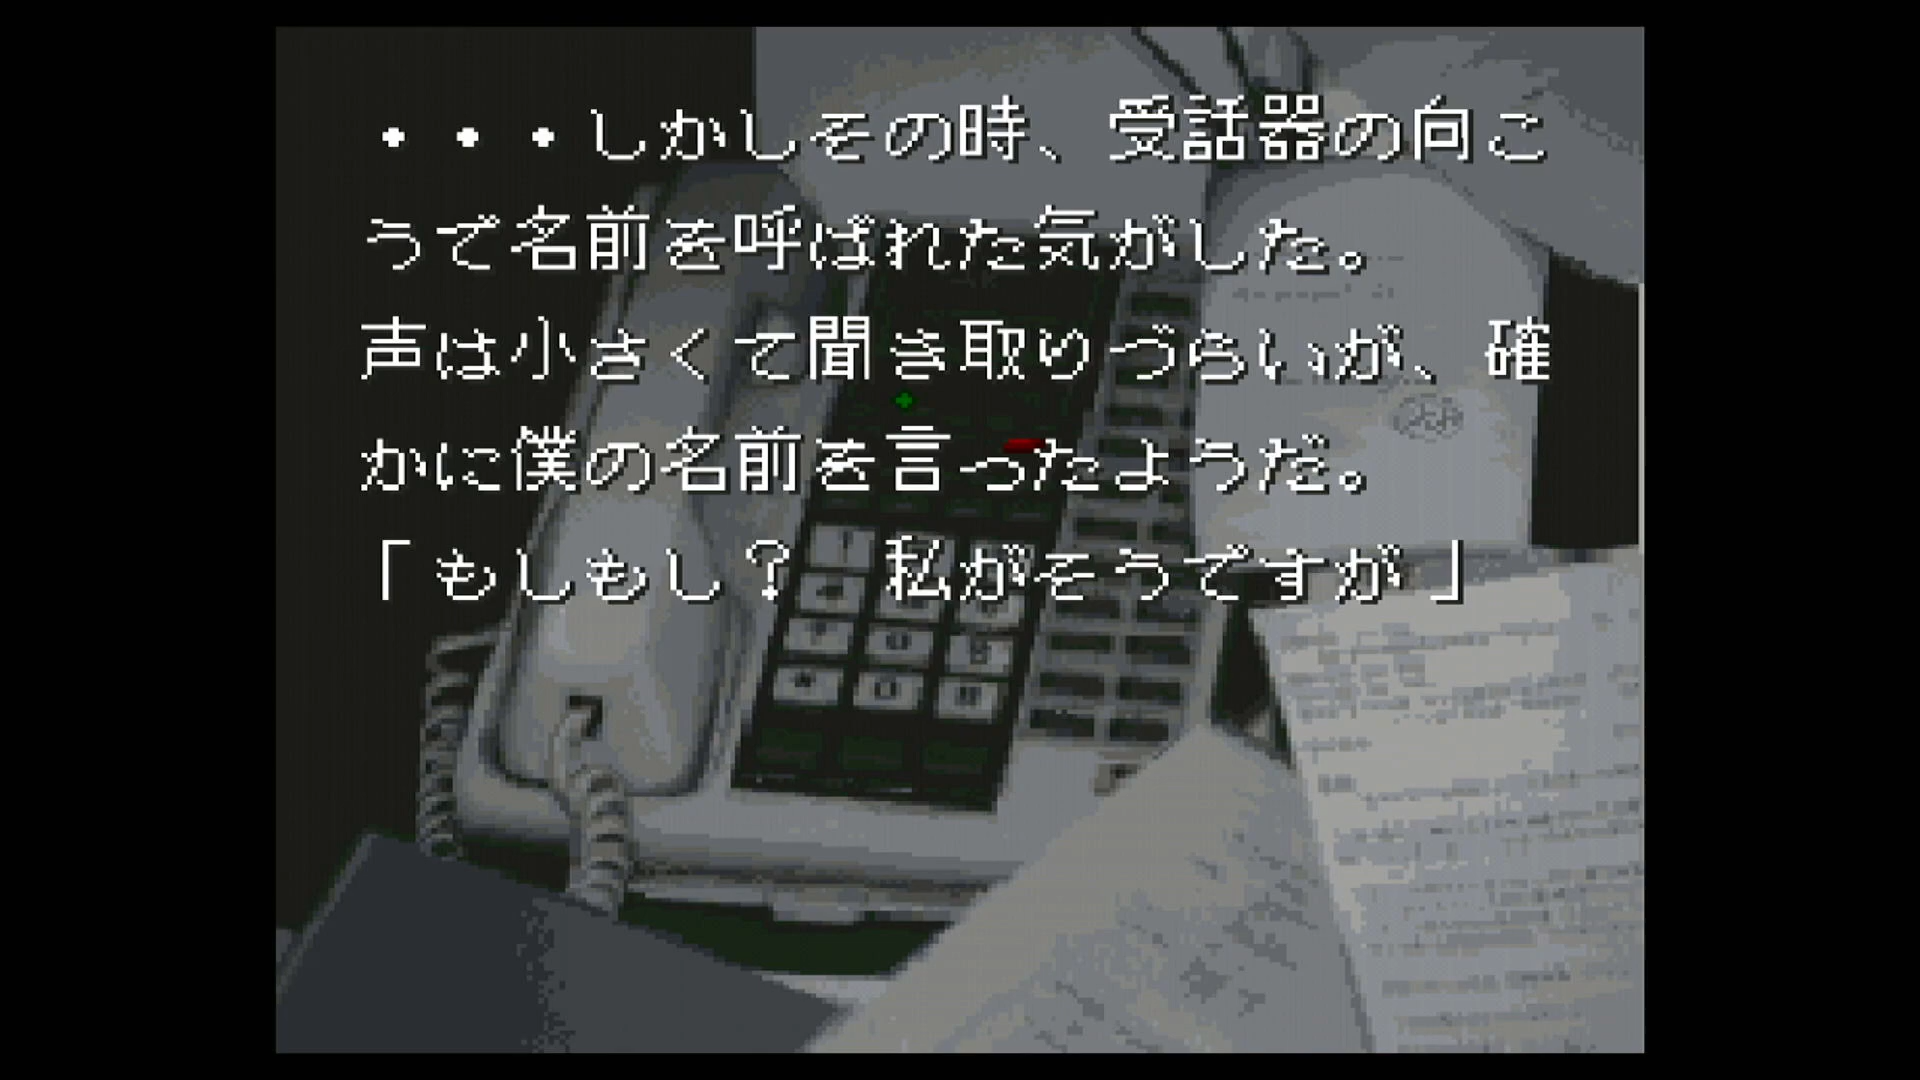 ・・・しかしその時、受話器の向こ
うで名前を呼ばれた気がした。
声は小さくて聞き取りづらいが、確
かに僕の名前を言ったようだ。
「もしもし？　私がそうですが」